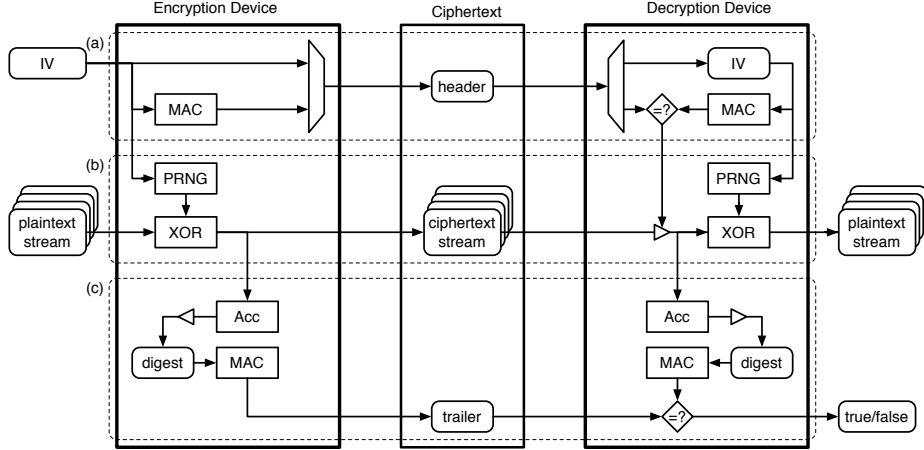 Encryption Device
Ciphertext
Decryption Device
(a)
IV
MAC
header
IV
=?
MAC
(b)
PRNG
PRNG
plaintext
stream
XOR
ciphertext
stream
XOR
plaintext
stream
(c)
Acc
Acc
digest
MAC
MAC
digest
trailer
=?
true/false